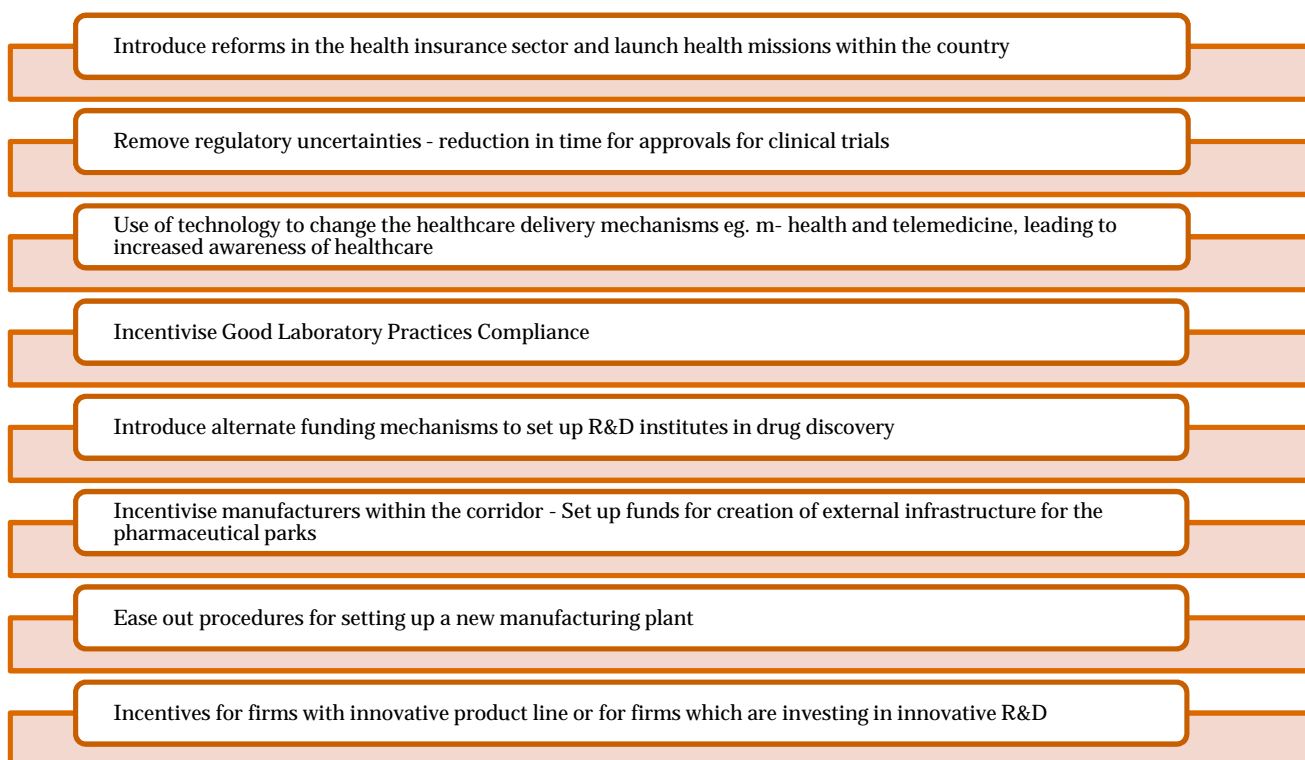 Introduce reforms in the health insurance sector and launch health missions within the country
Remove regulatory uncertainties - reduction in time for approvals for clinical trials
Use of technology to change the healthcare delivery mechanisms eg. m- health and telemedicine, leading to
increased awareness of healthcare
Incentivise Good Laboratory Practices Compliance
Introduce alternate funding mechanisms to set up R&D institutes in drug discovery
Incentivise manufacturers within the corridor - Set up funds for creation of external infrastructure for the
pharmaceutical parks
Ease out procedures for setting up a new manufacturing plant
Incentives for firms with innovative product line or for firms which are investing in innovative R&D